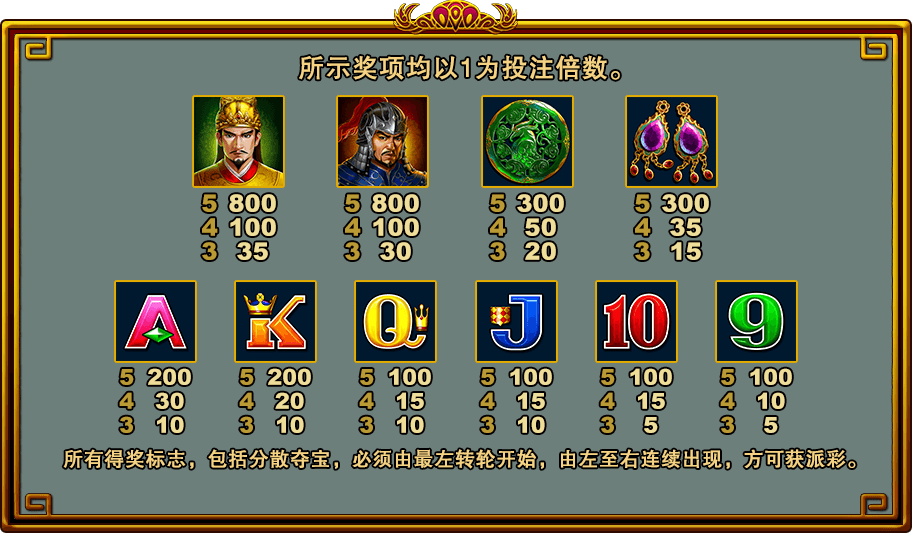 所示奖项均以1为投注倍数。
5 800 5 800 5 300 5 300
4 100 4 100 4 50 4 35
3 35 3 30 3 20 3 15
A K Q J 10 9
5 200 5 200 5 100 5 100 5 100 5 100
4 30 4 20 4 15 4 15 4 15 4 10
3 10 3 10 3 10 3 10 3 5 3 5
所有得奖标志，包括分散夺宝，必须由最左转轮开始，由左至右连续出现，方可获派彩。